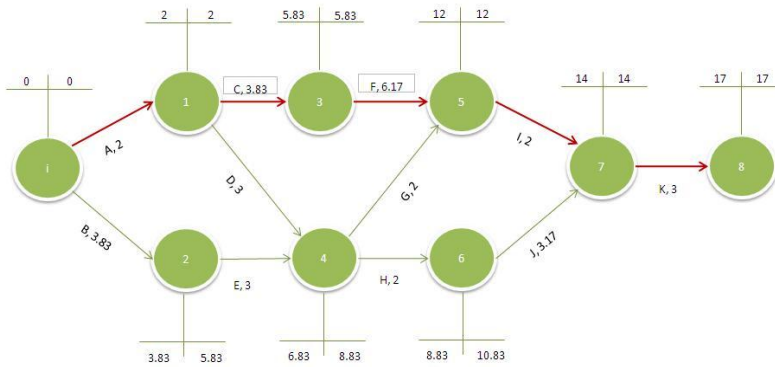 2 2
5.83 5.83
12 12
0 0
14 14
17 17
C, 3.83
F, 6.17
1
3
5
A, 2
I, 2
i
D, 3
G, 2
7
8
K, 3
B, 3.83
2
4
6
J, 3.17
E, 3
H, 2
3.83 5.83
6.83 8.83
8.83 10.83